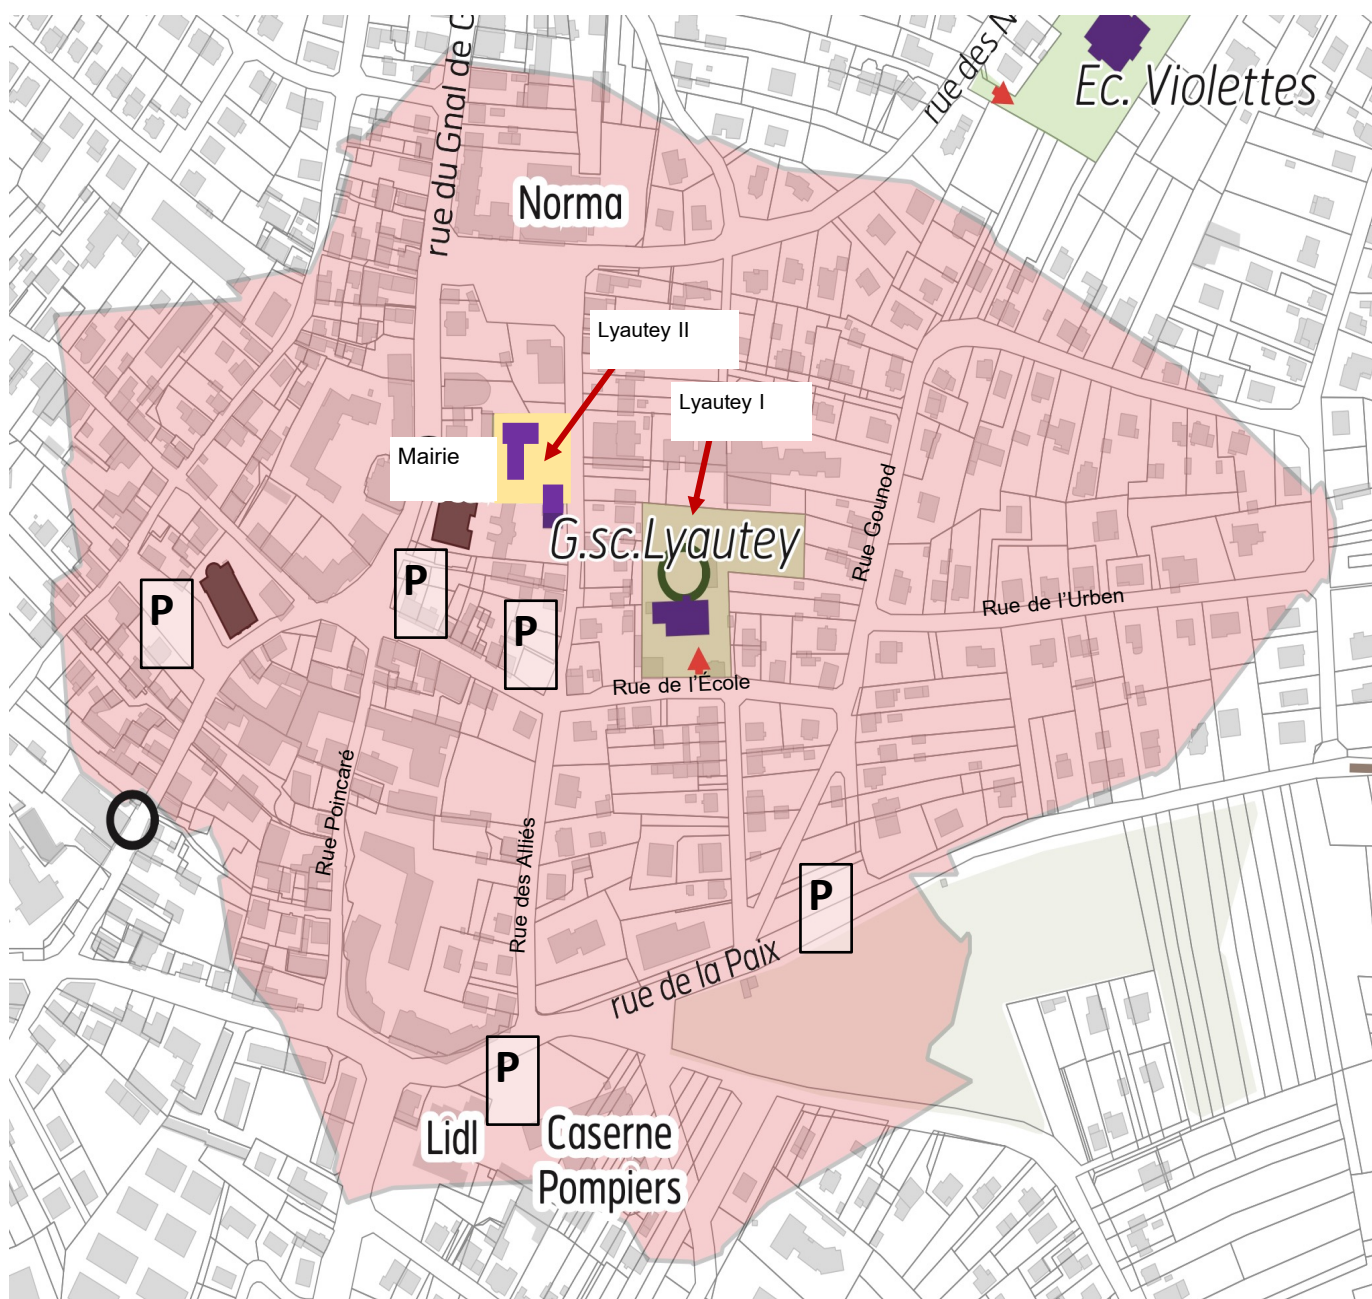 rue du Gnal de G
rue des N
Ec. Violettes
Norma
Lyautey II
Lyautey I
Mairie
G.sc.Lyautey
Rue Gounod
P
P
P
Rue de l'Urben
Rue de l'École
Rue Poincaré
Rue des Alliés
P
rue de la Paix
P
Lidl
Caserne
Pompiers